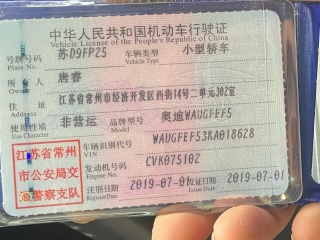 中华人民共和国机动车行驶证
Vehicle License of the People's Republic of China
号牌号码 苏D9FP25 车辆类型 小型轿车
Plate No. Vehicle Type
所有人 唐睿
Owner
住址 江苏省常州市经济开发区西街14号二单元302室
Address
使用性质 非营运 品牌型号 奥迪WAUGFEF5
Use Character Model
车辆识别代号 WAUGFEF53KA018628
VIN
发动机号码 CVK075102
Engine No.
注册日期 2019-07-01 发证日期 2019-07-01
Register Date Issue Date
江苏省常州
市公安局交
警察支队